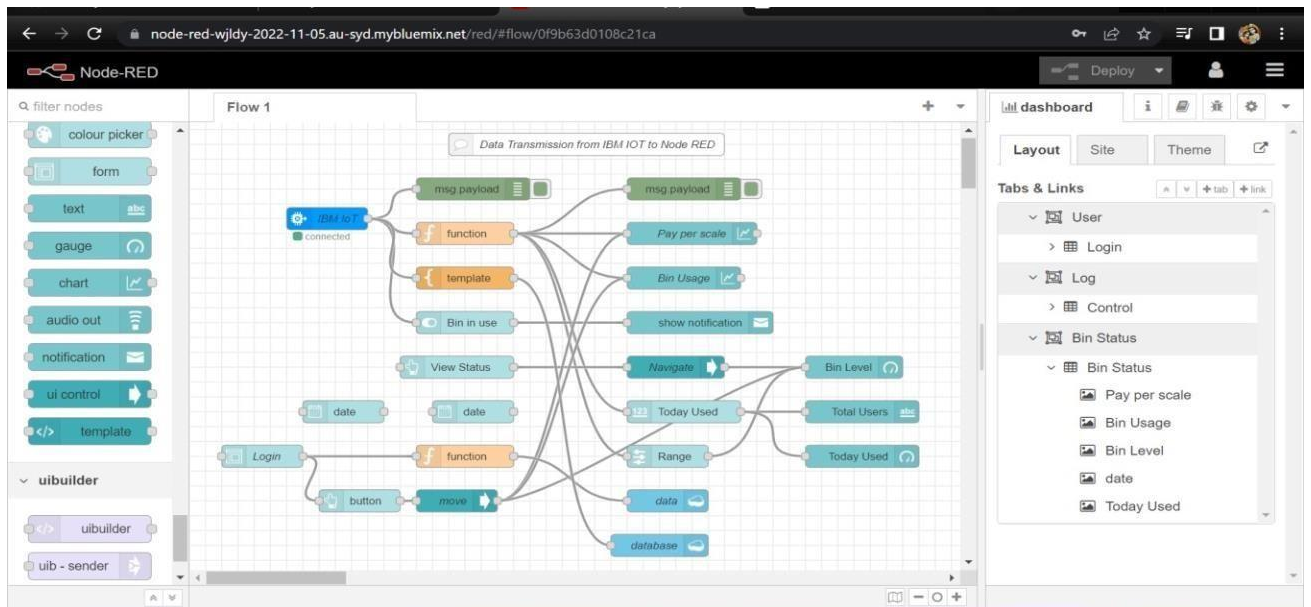 node-red-wjldy-2022-11-05.au-syd.mybluemix.net/red/#flow/0f9b63d0108c21ca
Node-RED
Deploy
filter nodes
colour picker
form
text
abc
gauge
chart
audio out
notification
ui control
</> template
uibuilder
</> uibuilder
uib - sender
Flow 1
Data Transmission from IBM IOT to Node RED
msg.payload
msg.payload
IBM IoT
connected
function
Pay per scale
template
Bin Usage
Bin in use
show notification
View Status
Navigate
Bin Level
date
date
123 Today Used
Total Users abc
Login
function
Range
Today Used
button
move
data
database
dashboard
i
Layout
Site
Theme
Tabs & Links
+ tab
+ link
User
Login
Log
Control
Bin Status
Bin Status
Pay per scale
Bin Usage
Bin Level
date
Today Used